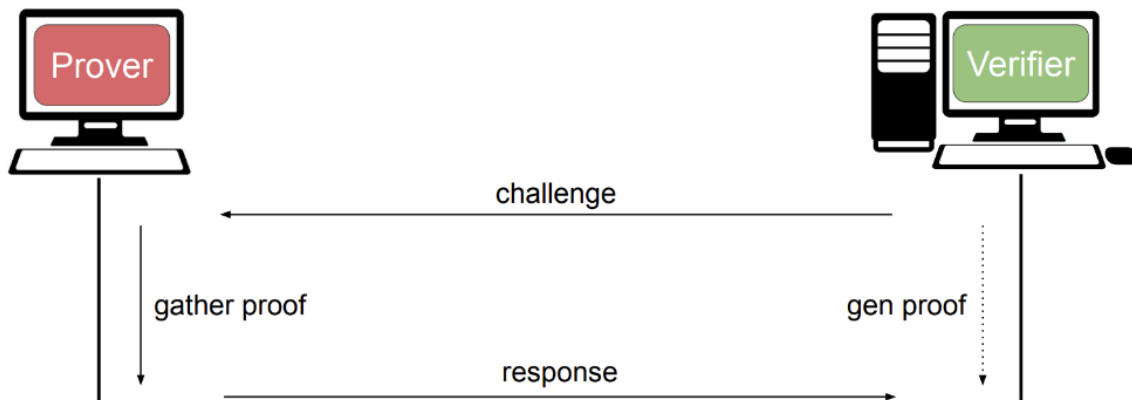 Prover
Verifier
challenge
gather proof
gen proof
response